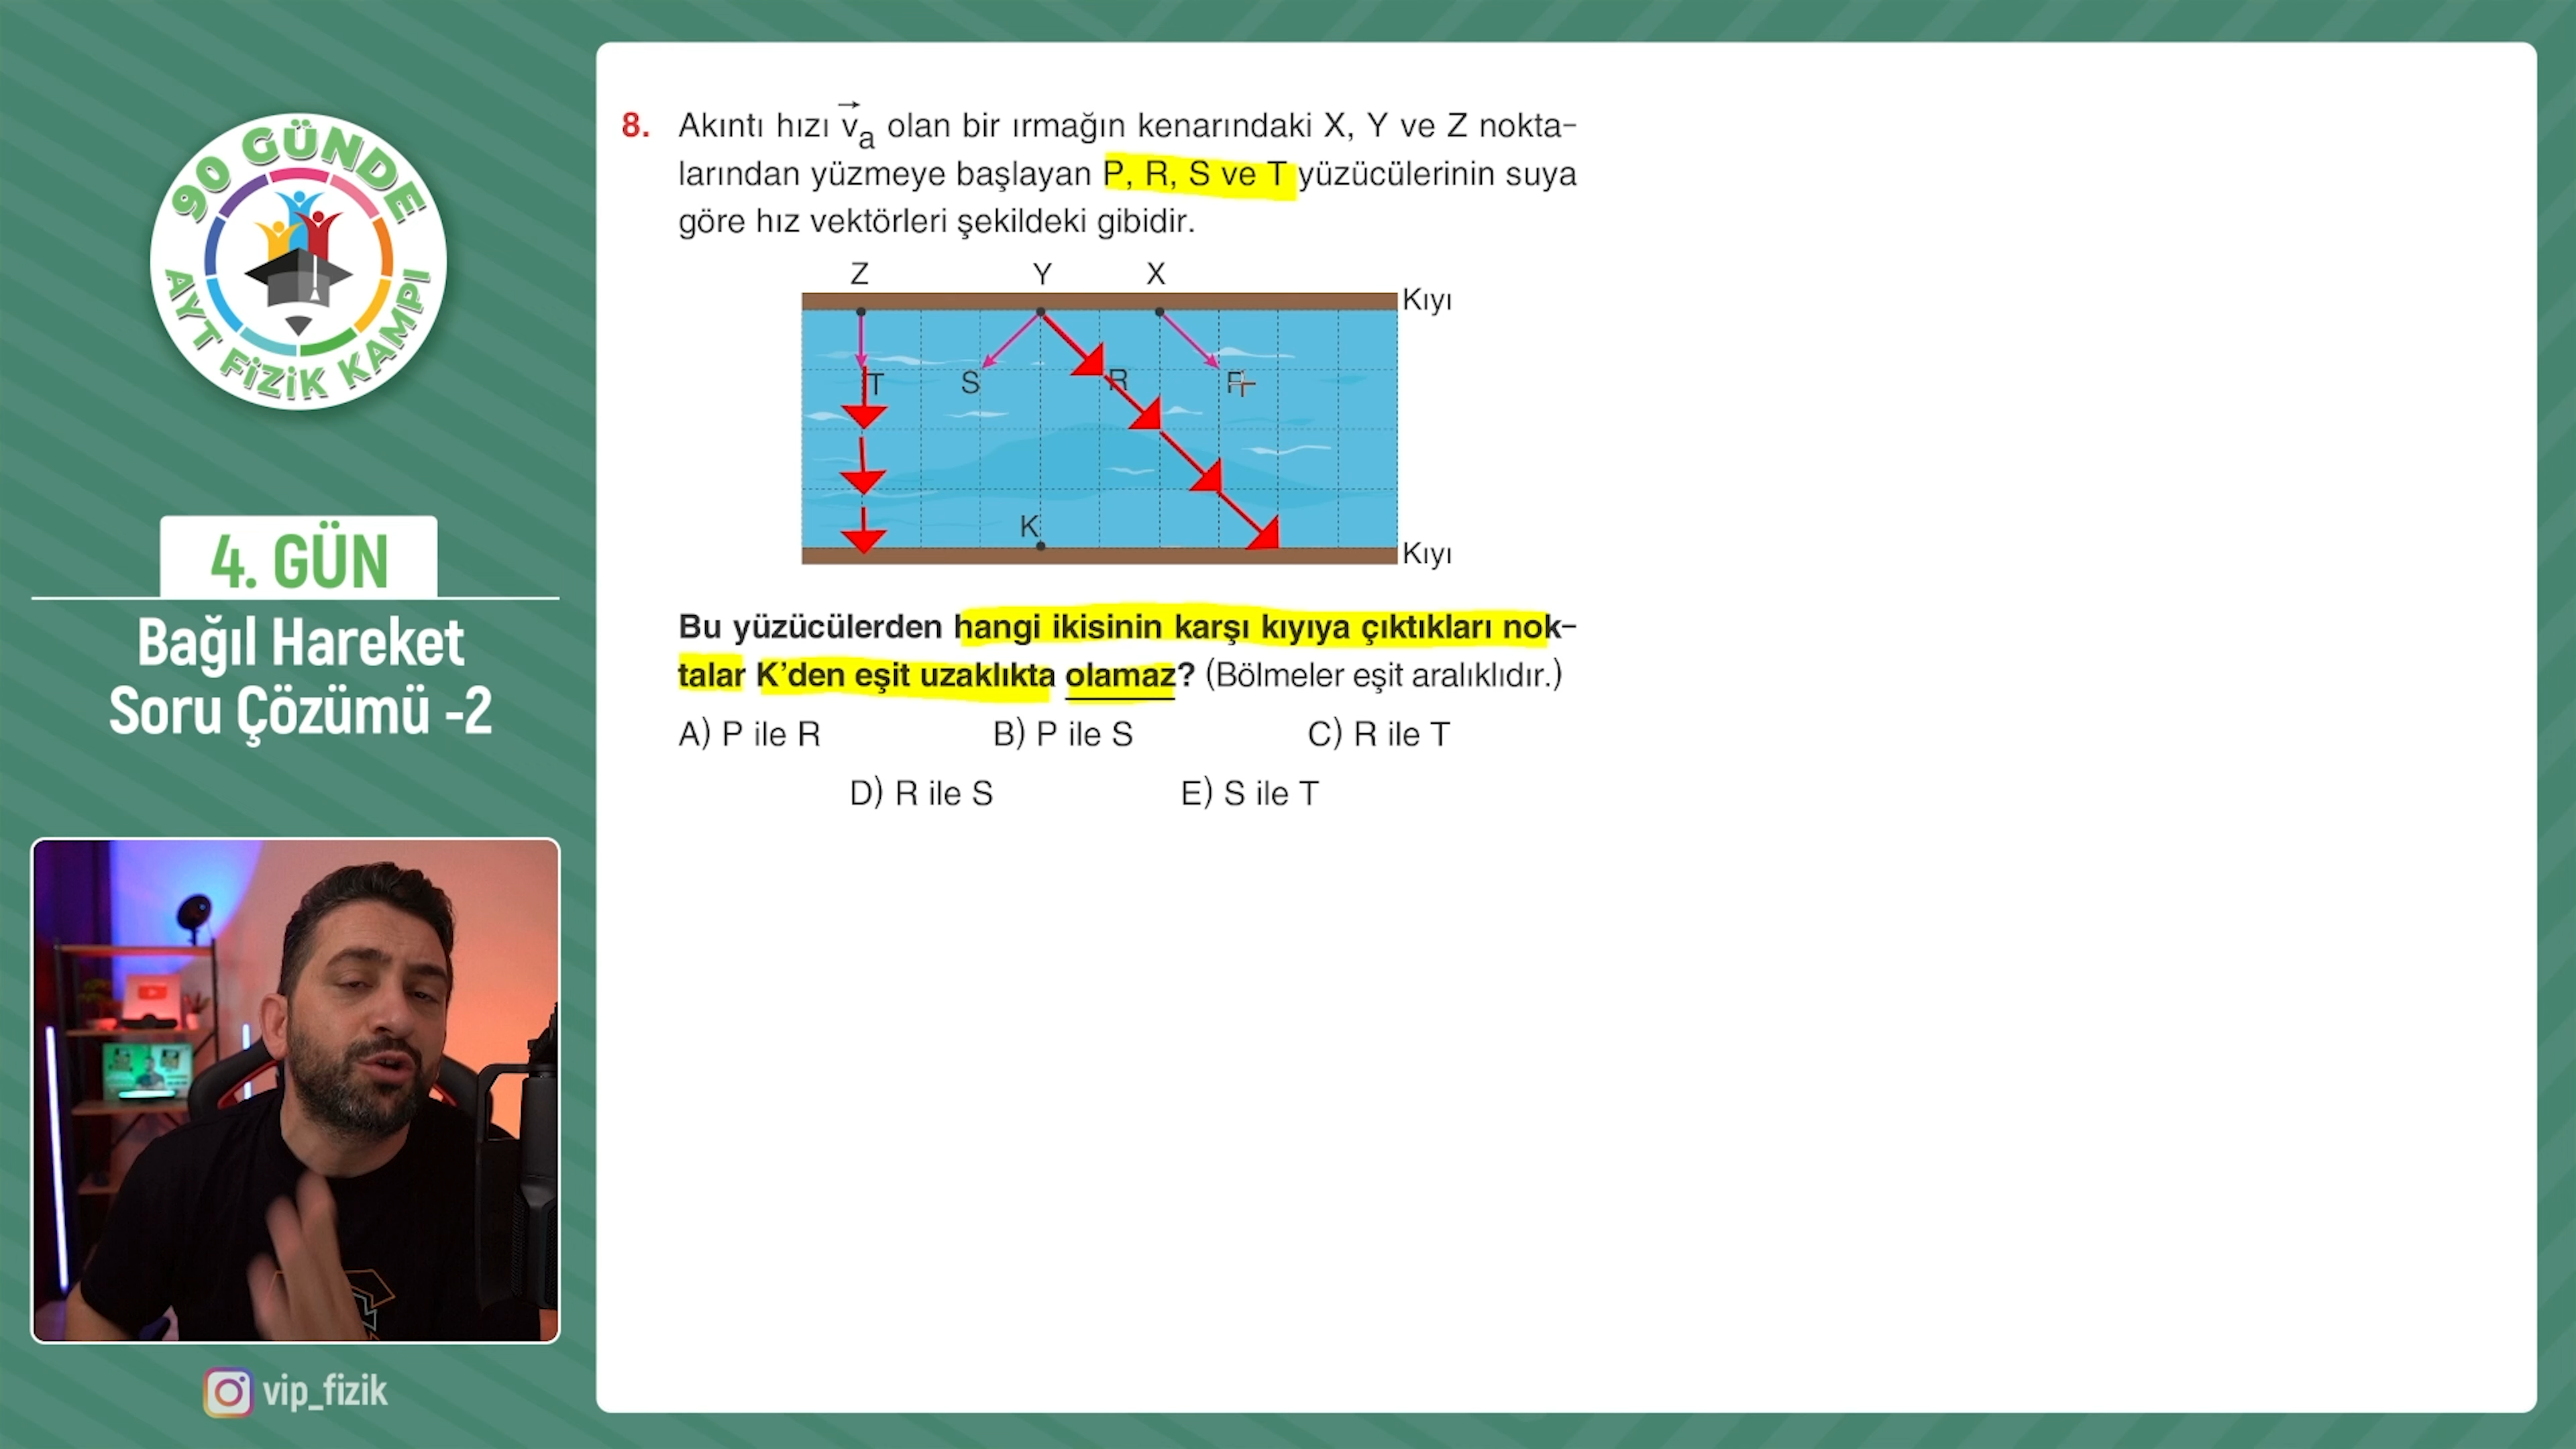 90 GÜNDE
AYT FİZİK KAMPI
4. GÜN
Bağıl Hareket
Soru Çözümü -2
vip_fizik
8. Akıntı hızı v⃗a olan bir ırmağın kenarındaki X, Y ve Z nokta-
larından yüzmeye başlayan P, R, S ve T yüzücülerinin suya
göre hız vektörleri şekildeki gibidir.
Z Y X
Kıyı
T S R P
K
Kıyı
Bu yüzücülerden hangi ikisinin karşı kıyıya çıktıkları nok-
talar K’den eşit uzaklıkta olamaz? (Bölmeler eşit aralıklıdır.)
A) P ile R B) P ile S C) R ile T
D) R ile S E) S ile T